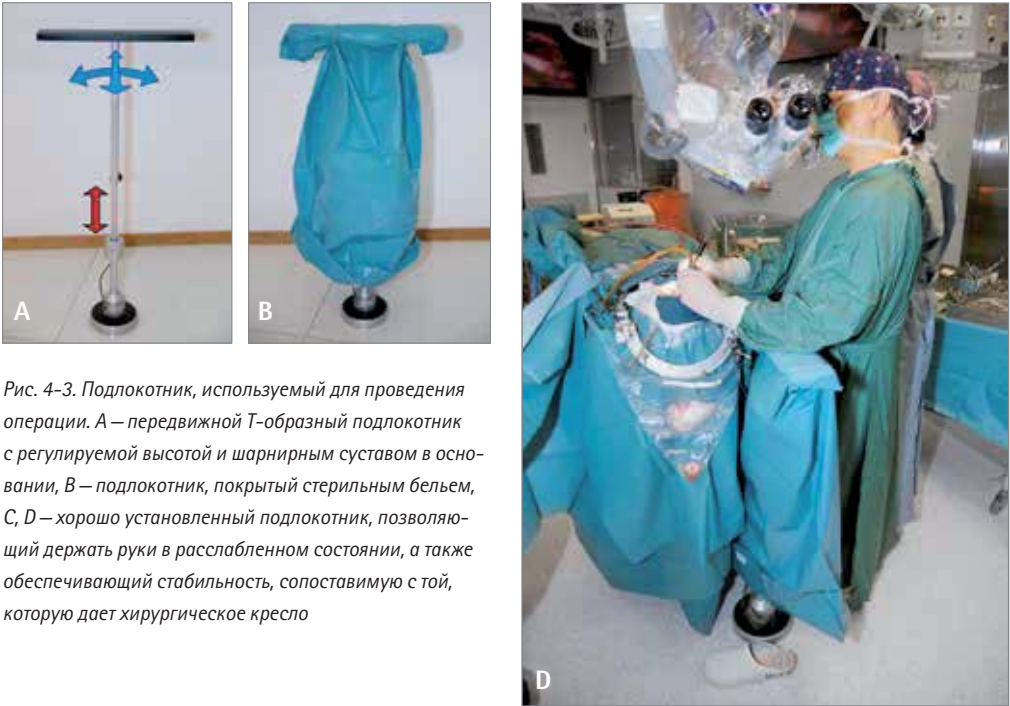 A
B
Рис. 4-3. Подлокотник, используемый для проведения
операции. A — передвижной Т-образный подлокотник
с регулируемой высотой и шарнирным суставом в осно-
вании, B — подлокотник, покрытый стерильным бельем,
C, D — хорошо установленный подлокотник, позволяю-
щий держать руки в расслабленном состоянии, а также
обеспечивающий стабильность, сопоставимую с той,
которую дает хирургическое кресло
D